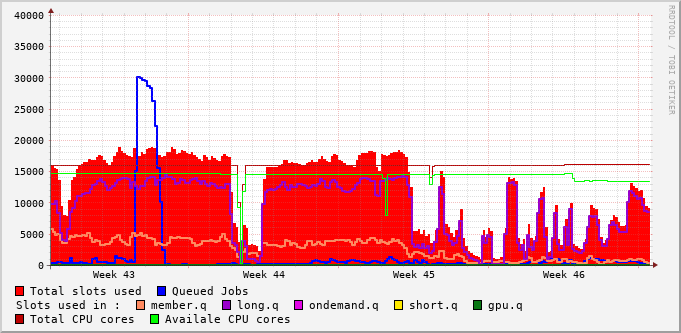 40000
35000
30000
25000
20000
15000
10000
5000
0
Week 43 Week 44 Week 45 Week 46
RRDTOOL / TOBI OETIKER
Total slots used Queued Jobs
Slots used in : member.q long.q ondemand.q short.q gpu.q
Total CPU cores Availale CPU cores